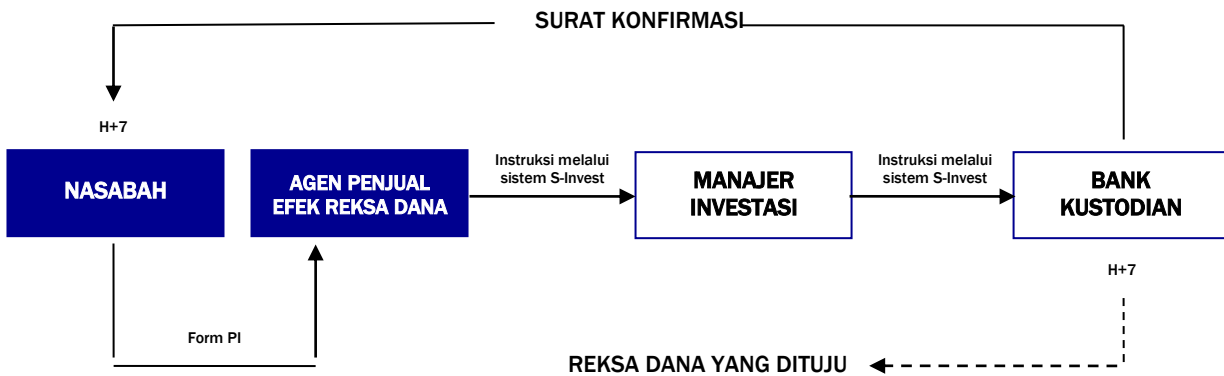 SURAT KONFIRMASI
H+7
NASABAH
AGEN PENJUAL
EFEK REKSA DANA
Instruksi melalui
sistem S-Invest
MANAJER
INVESTASI
Instruksi melalui
sistem S-Invest
BANK
KUSTODIAN
H+7
Form PI
REKSA DANA YANG DITUJU